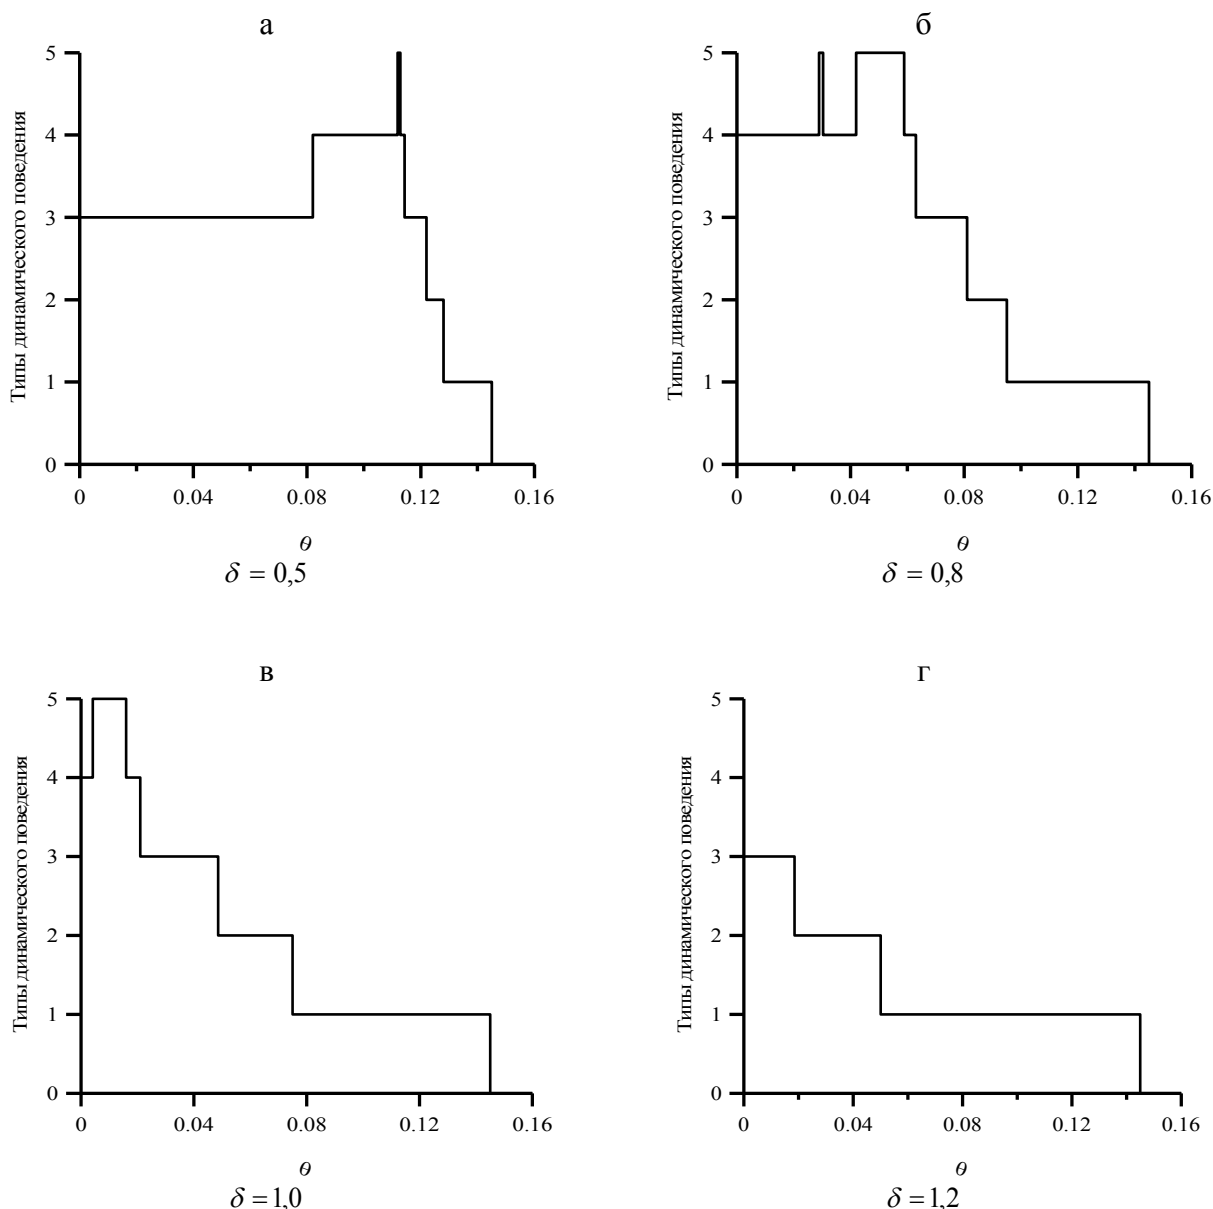 а
5
4
3
2
1
0
Типы динамического поведения
0 0.04 0.08 0.12 0.16
θ
δ = 0,5
б
5
4
3
2
1
0
Типы динамического поведения
0 0.04 0.08 0.12 0.16
θ
δ = 0,8
в
5
4
3
2
1
0
Типы динамического поведения
0 0.04 0.08 0.12 0.16
θ
δ = 1,0
г
5
4
3
2
1
0
Типы динамического поведения
0 0.04 0.08 0.12 0.16
θ
δ = 1,2